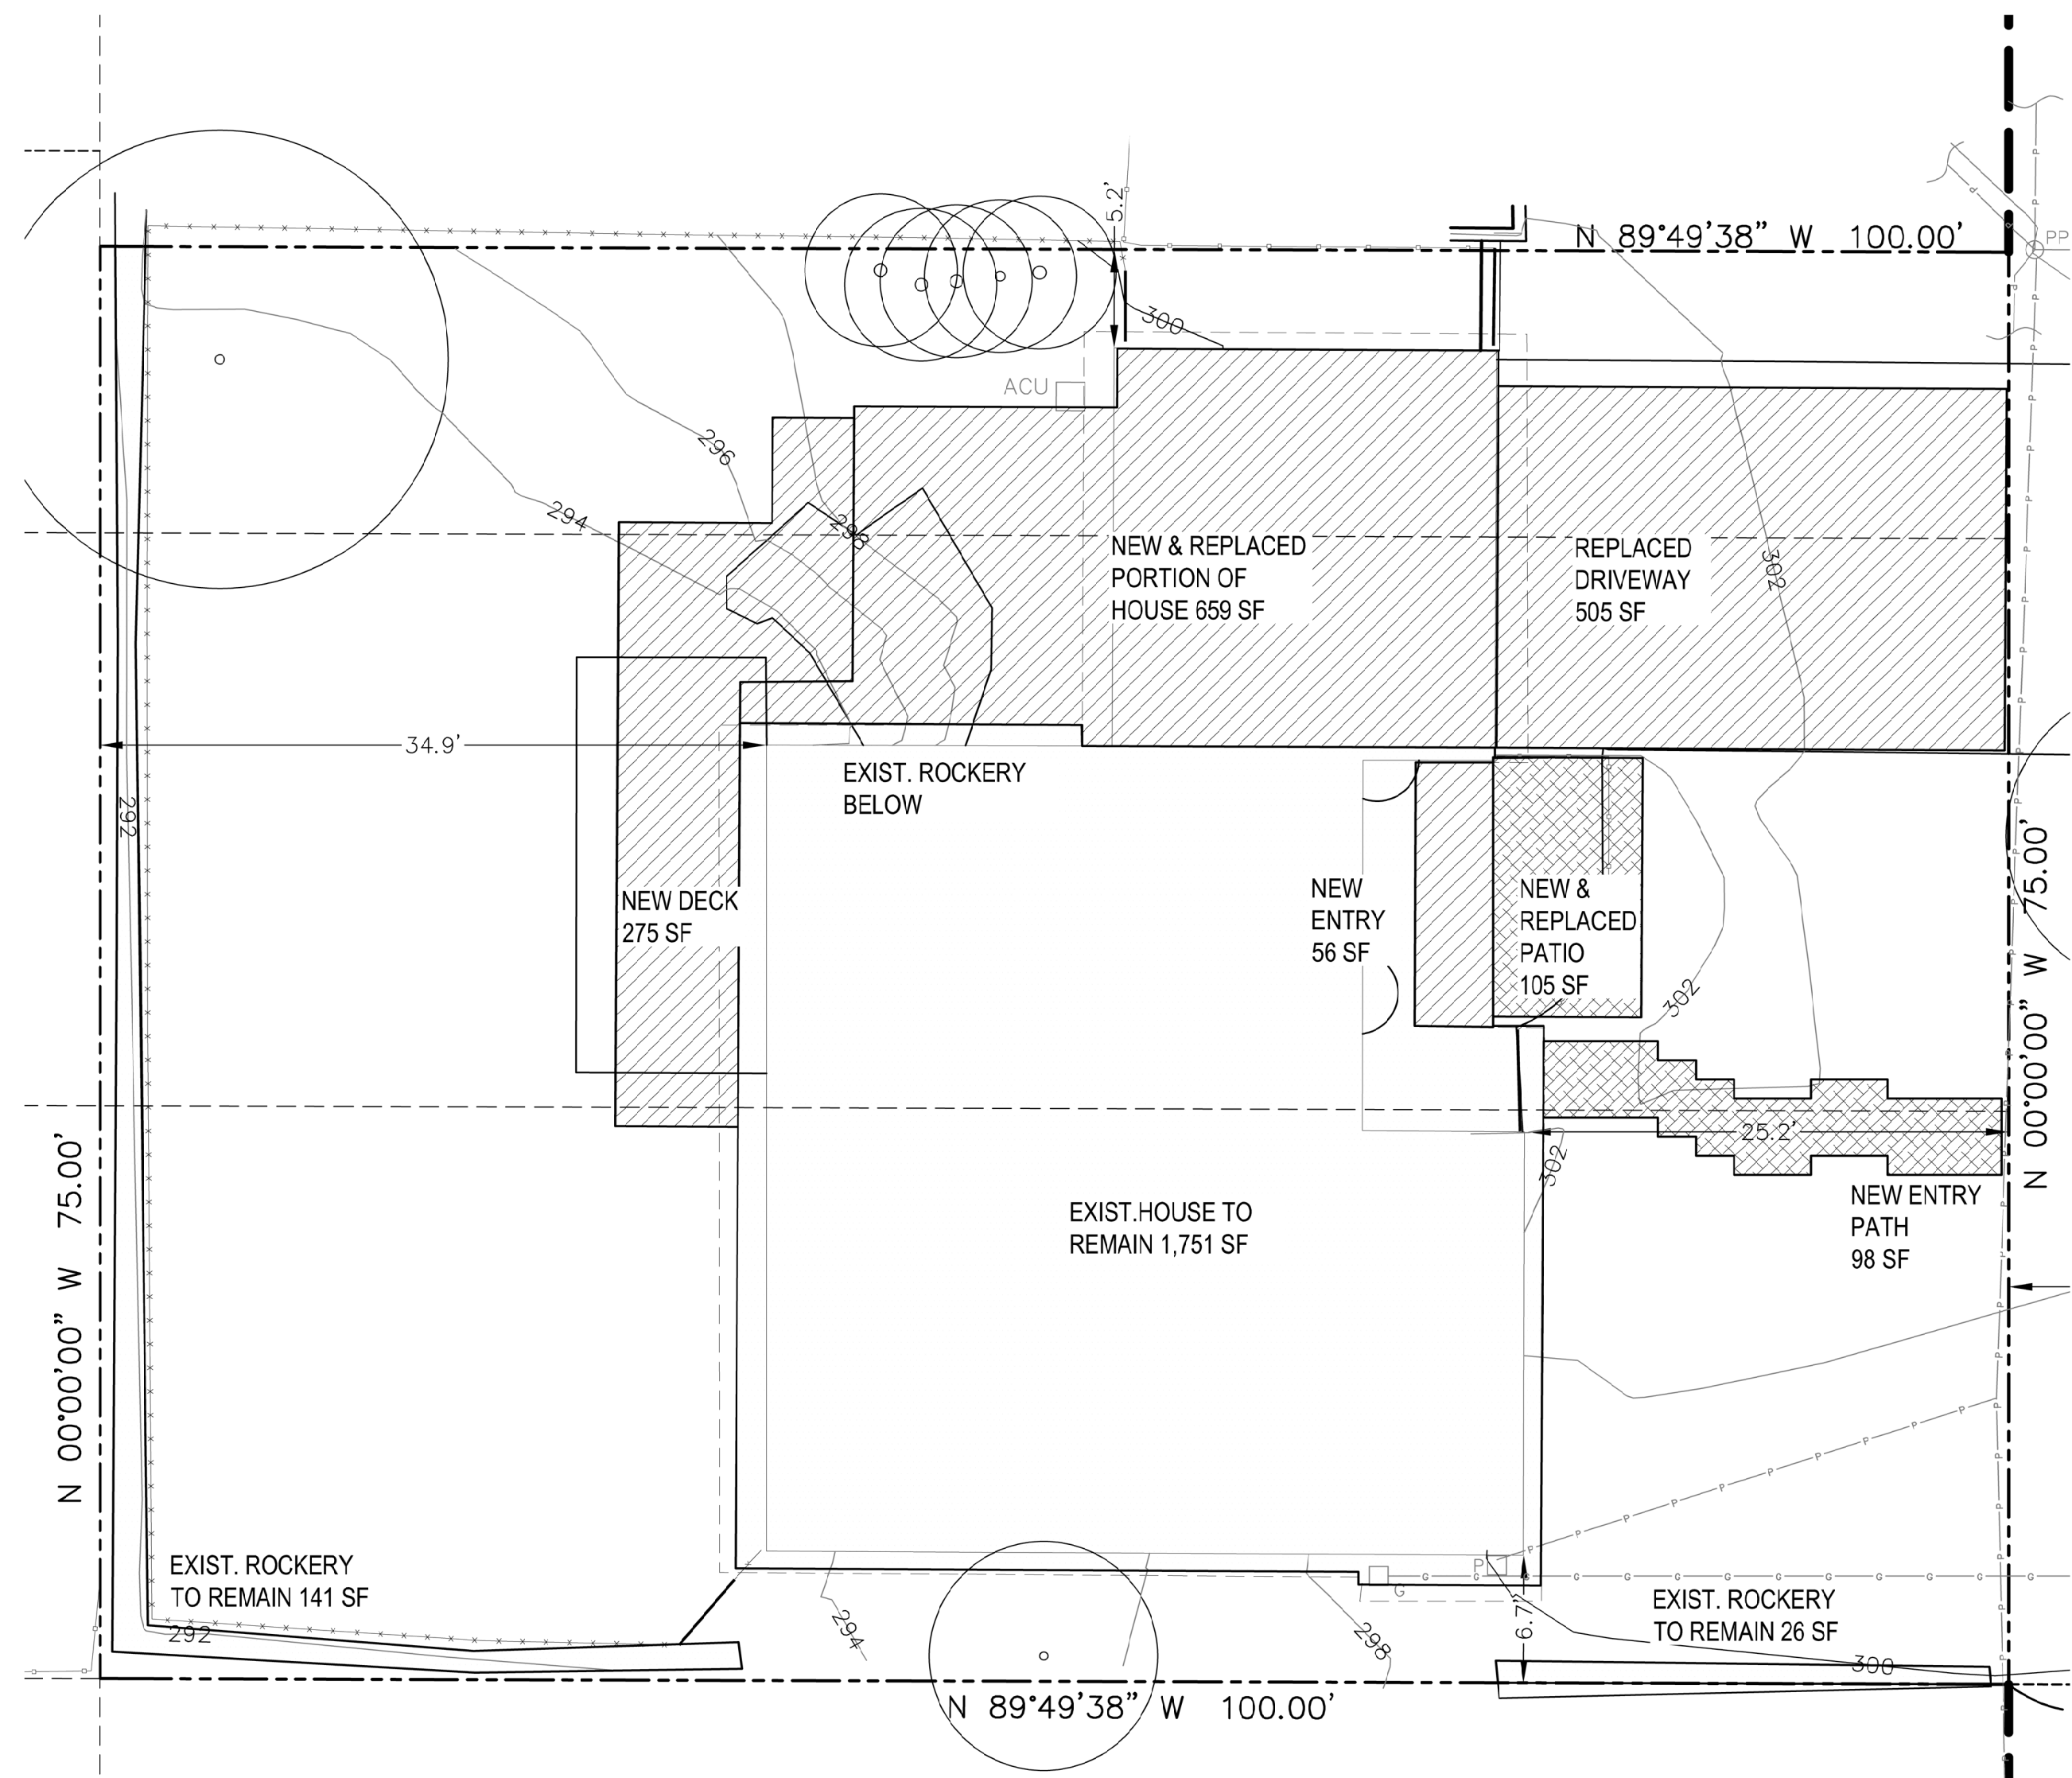 N 89°49'38" W 100.00'
PP
5.2'
300
ACU
296
294
298
NEW & REPLACED
PORTION OF
HOUSE 659 SF
REPLACED
DRIVEWAY
505 SF
302
34.9'
EXIST. ROCKERY
BELOW
292
NEW DECK
275 SF
NEW
ENTRY
56 SF
NEW &
REPLACED
PATIO
105 SF
302
N 00°00'00" W 75.00'
25.2'
302
N 00°00'00" W 75.00'
NEW ENTRY
PATH
98 SF
EXIST.HOUSE TO
REMAIN 1,751 SF
EXIST. ROCKERY
TO REMAIN 141 SF
292
294
298
G
P
6.7'
EXIST. ROCKERY
TO REMAIN 26 SF
300
N 89°49'38" W 100.00'